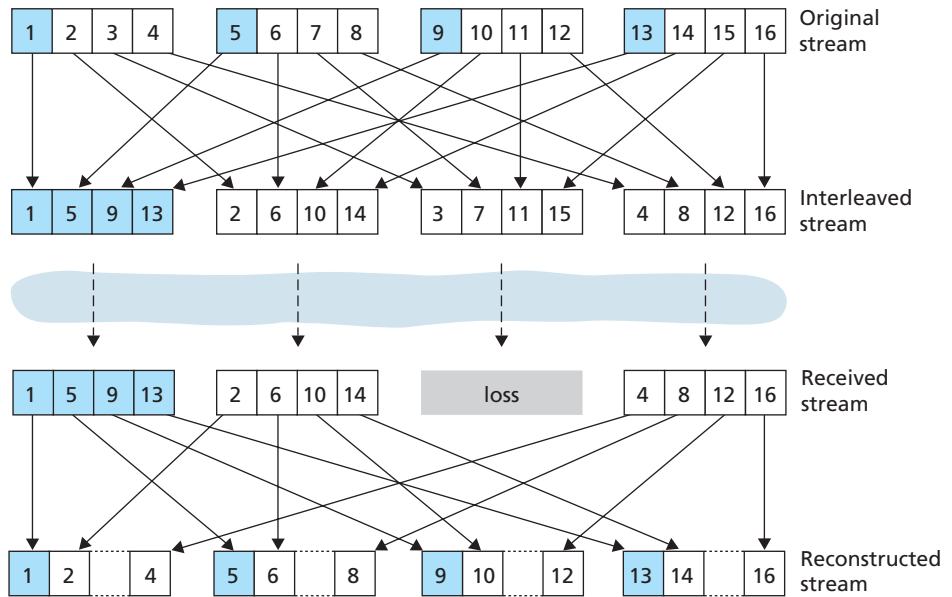 1 2 3 4 5 6 7 8 9 10 11 12 13 14 15 16 Original
stream
1 5 9 13 2 6 10 14 3 7 11 15 4 8 12 16 Interleaved
stream
1 5 9 13 2 6 10 14 loss 4 8 12 16 Received
stream
1 2 4 5 6 8 9 10 12 13 14 16 Reconstructed
stream